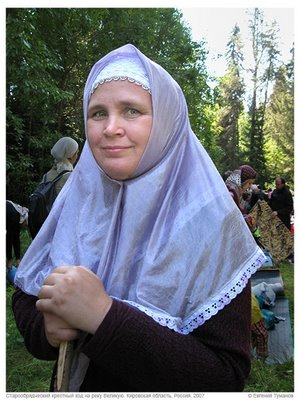 Старообрядческий крестный ход на реку Великую. Кировская область, Россия. 2007 © Евгений Туманов